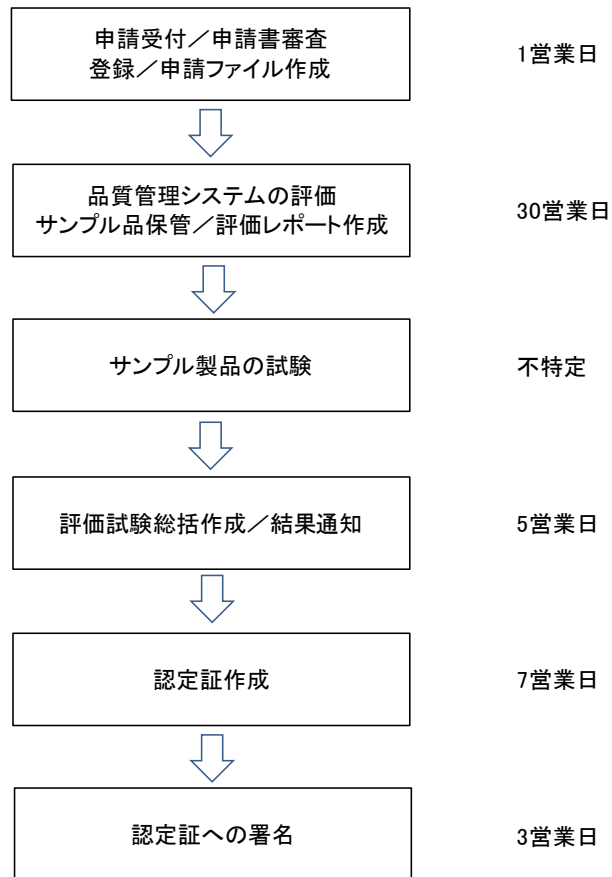 申請受付／申請書審査
登録／申請ファイル作成
1営業日
品質管理システムの評価
サンプル品保管／評価レポート作成
30営業日
サンプル製品の試験
不特定
評価試験総括作成／結果通知
5営業日
認定証作成
7営業日
認定証への署名
3営業日